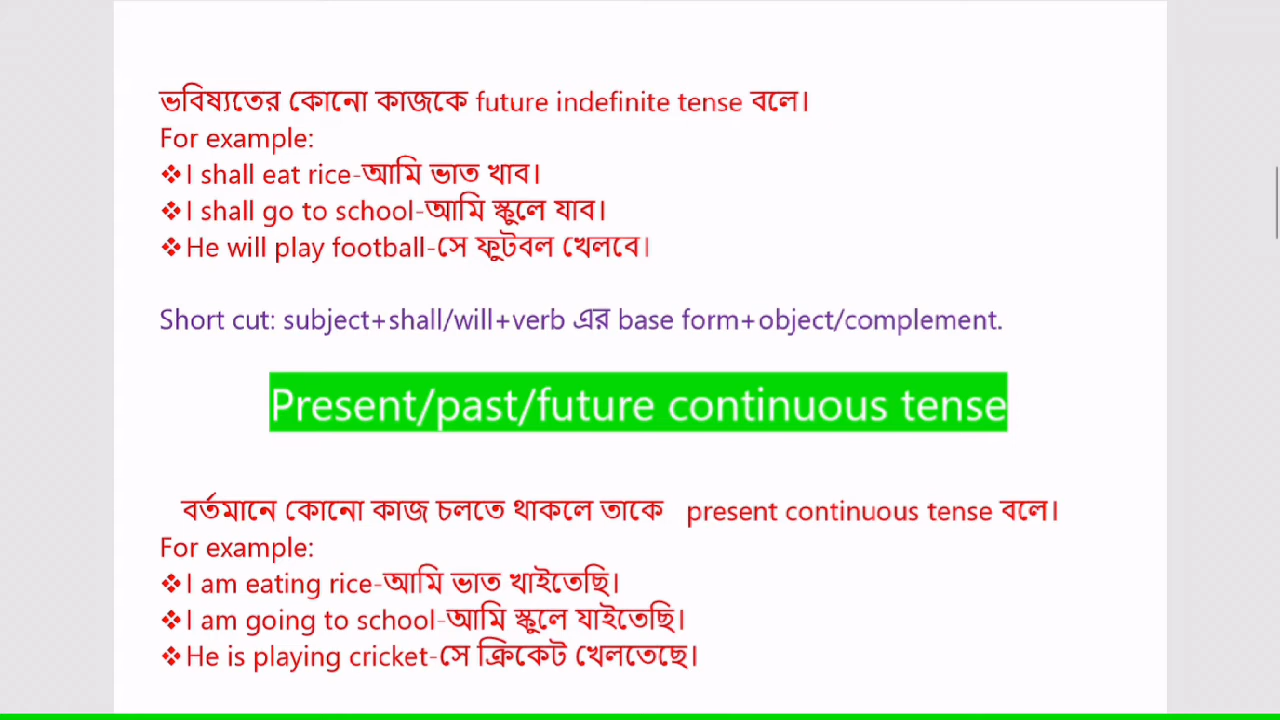 ভবিষ্যতের কোনো কাজকে future indefinite tense বলে।
For example:
❖I shall eat rice-আমি ভাত খাব।
❖I shall go to school-আমি স্কুলে যাব।
❖He will play football-সে ফুটবল খেলবে।
Short cut: subject+shall/will+verb এর base form+object/complement.
Present/past/future continuous tense
বর্তমানে কোনো কাজ চলতে থাকলে তাকে present continuous tense বলে।
For example:
❖I am eating rice-আমি ভাত খাইতেছি।
❖I am going to school-আমি স্কুলে যাইতেছি।
❖He is playing cricket-সে ক্রিকেট খেলতেছে।